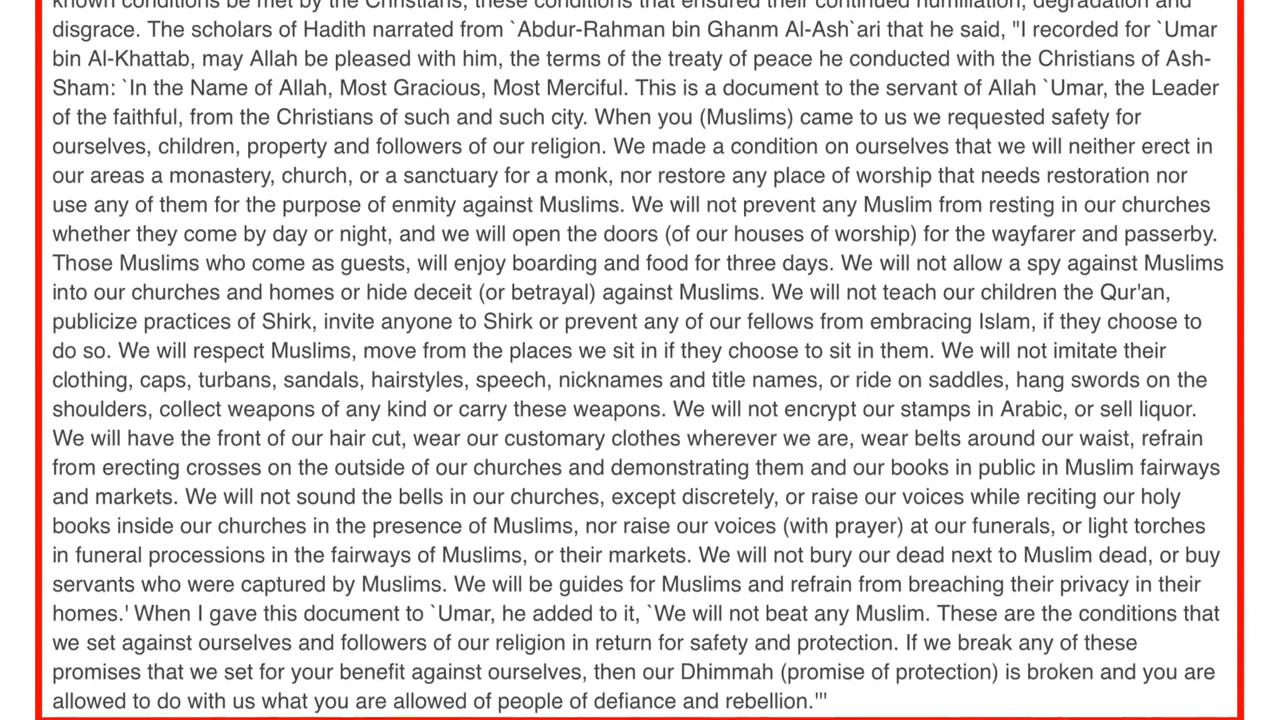 known conditions be met by the Christians, these conditions that ensured their continued humiliation, degradation and
disgrace. The scholars of Hadith narrated from `Abdur-Rahman bin Ghanm Al-Ash`ari that he said, "I recorded for `Umar
bin Al-Khattab, may Allah be pleased with him, the terms of the treaty of peace he conducted with the Christians of Ash-
Sham: `In the Name of Allah, Most Gracious, Most Merciful. This is a document to the servant of Allah `Umar, the Leader
of the faithful, from the Christians of such and such city. When you (Muslims) came to us we requested safety for
ourselves, children, property and followers of our religion. We made a condition on ourselves that we will neither erect in
our areas a monastery, church, or a sanctuary for a monk, nor restore any place of worship that needs restoration nor
use any of them for the purpose of enmity against Muslims. We will not prevent any Muslim from resting in our churches
whether they come by day or night, and we will open the doors (of our houses of worship) for the wayfarer and passerby.
Those Muslims who come as guests, will enjoy boarding and food for three days. We will not allow a spy against Muslims
into our churches and homes or hide deceit (or betrayal) against Muslims. We will not teach our children the Qur'an,
publicize practices of Shirk, invite anyone to Shirk or prevent any of our fellows from embracing Islam, if they choose to
do so. We will respect Muslims, move from the places we sit in if they choose to sit in them. We will not imitate their
clothing, caps, turbans, sandals, hairstyles, speech, nicknames and title names, or ride on saddles, hang swords on the
shoulders, collect weapons of any kind or carry these weapons. We will not encrypt our stamps in Arabic, or sell liquor.
We will have the front of our hair cut, wear our customary clothes wherever we are, wear belts around our waist, refrain
from erecting crosses on the outside of our churches and demonstrating them and our books in public in Muslim fairways
and markets. We will not sound the bells in our churches, except discretely, or raise our voices while reciting our holy
books inside our churches in the presence of Muslims, nor raise our voices (with prayer) at our funerals, or light torches
in funeral processions in the fairways of Muslims, or their markets. We will not bury our dead next to Muslim dead, or buy
servants who were captured by Muslims. We will be guides for Muslims and refrain from breaching their privacy in their
homes.' When I gave this document to `Umar, he added to it, `We will not beat any Muslim. These are the conditions that
we set against ourselves and followers of our religion in return for safety and protection. If we break any of these
promises that we set for your benefit against ourselves, then our Dhimmah (promise of protection) is broken and you are
allowed to do with us what you are allowed of people of defiance and rebellion.'"